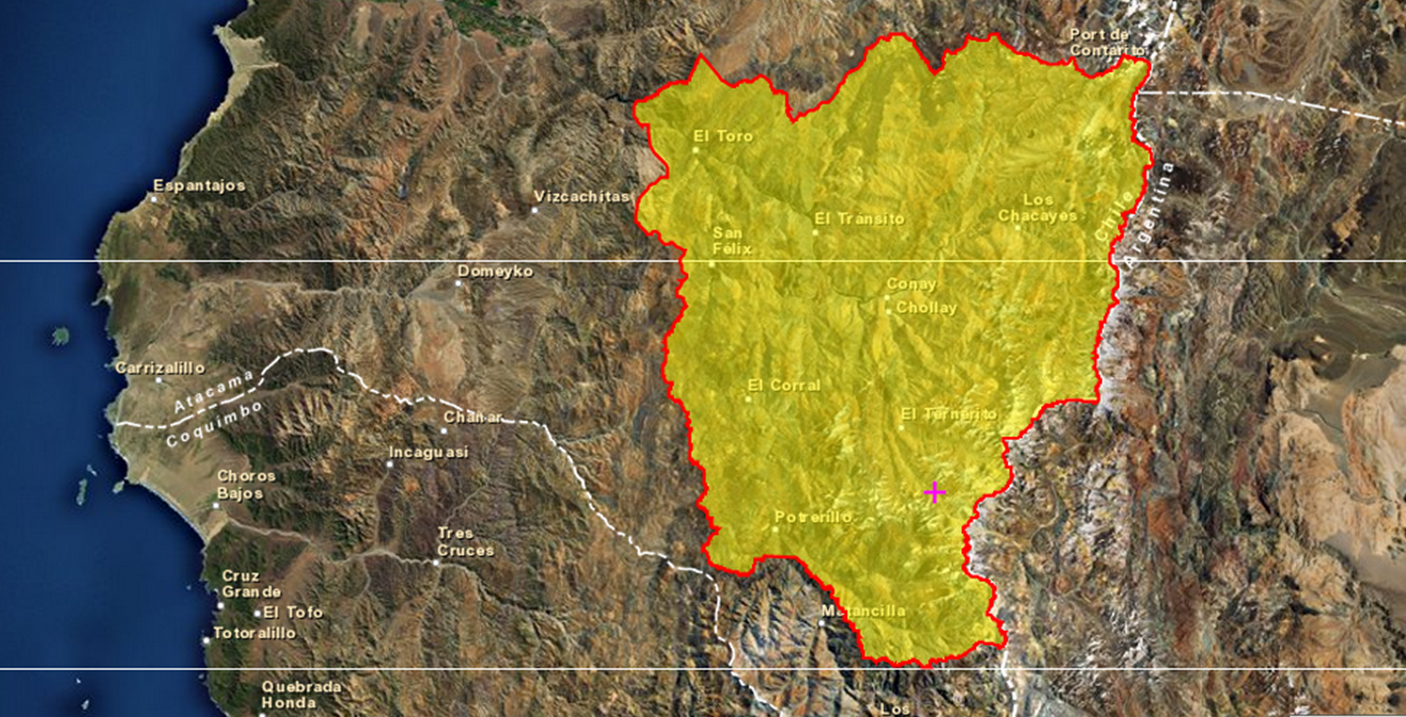 Port de
Contarito
El Toro
Espantajos
Vizcachitas
Los
Chacayes
El Tránsito
San
Félix
Chile
Argentina
Domeyko
Conay
Chollay
Carrizalillo
Atacama
Coquimbo
El Corral
Chañar
El Ternerito
Incaguasi
Choros
Bajos
Potrerillo
Tres
Cruces
Cruz
Grande
El Tofo
Matancilla
Totoralillo
Quebrada
Honda
Los